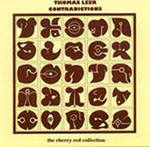 THOMAS LEER
CONTRADICTIONS
the cherry red collection